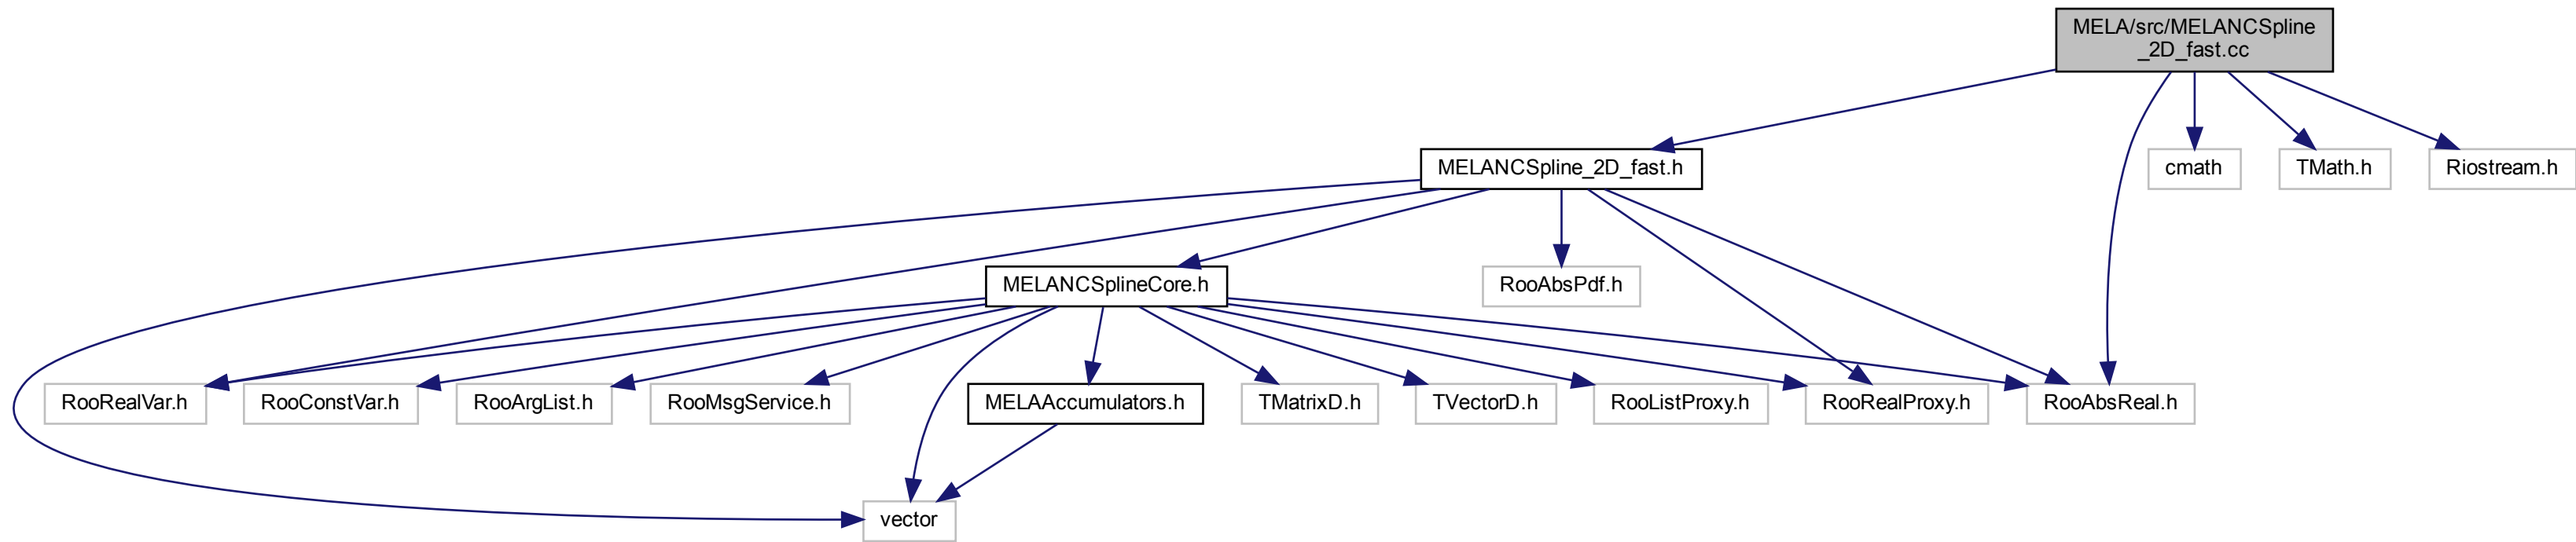 MELA/src/MELANCSpline
_2D_fast.cc
MELANCSpline_2D_fast.h
cmath
TMath.h
Riostream.h
MELANCSplineCore.h
RooAbsPdf.h
RooRealVar.h
RooConstVar.h
RooArgList.h
RooMsgService.h
MELAAccumulators.h
TMatrixD.h
TVectorD.h
RooListProxy.h
RooRealProxy.h
RooAbsReal.h
vector